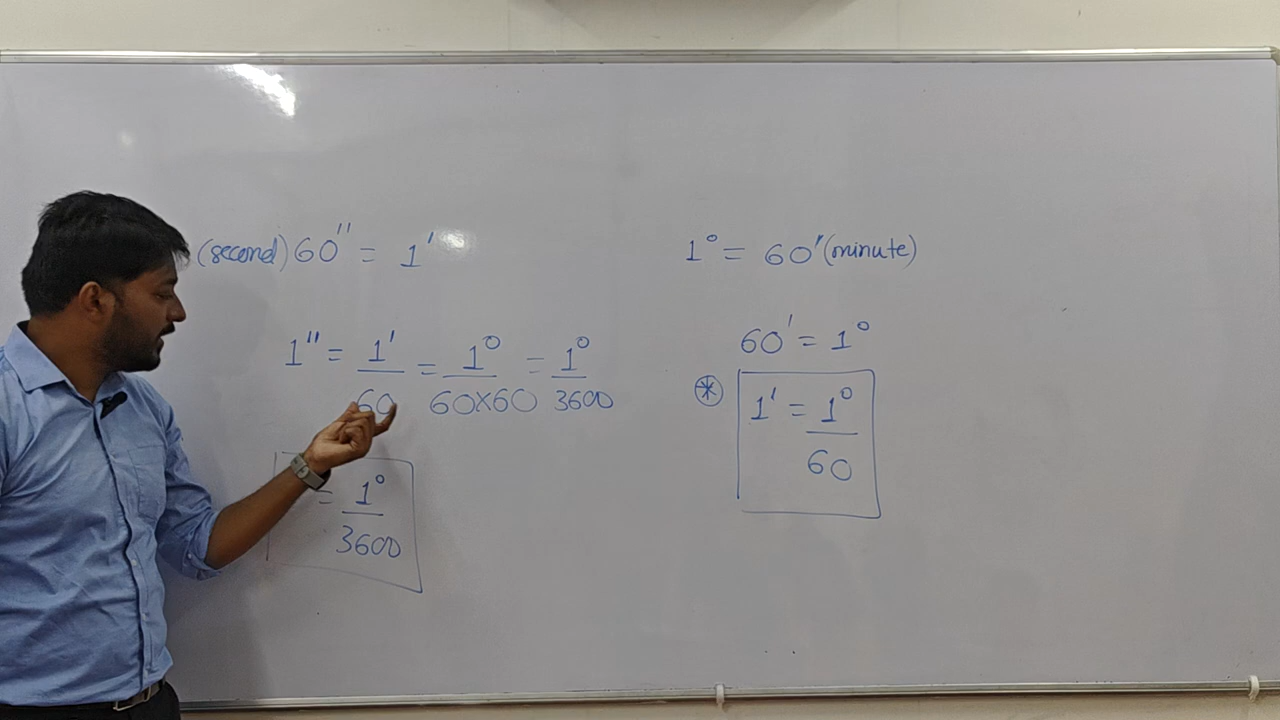 (second) 60'' = 1'
1'' = 1'/60 = 1°/60×60 = 1°/3600
= 1°/3600
1° = 60' (minute)
60' = 1°
* 1' = 1°/60